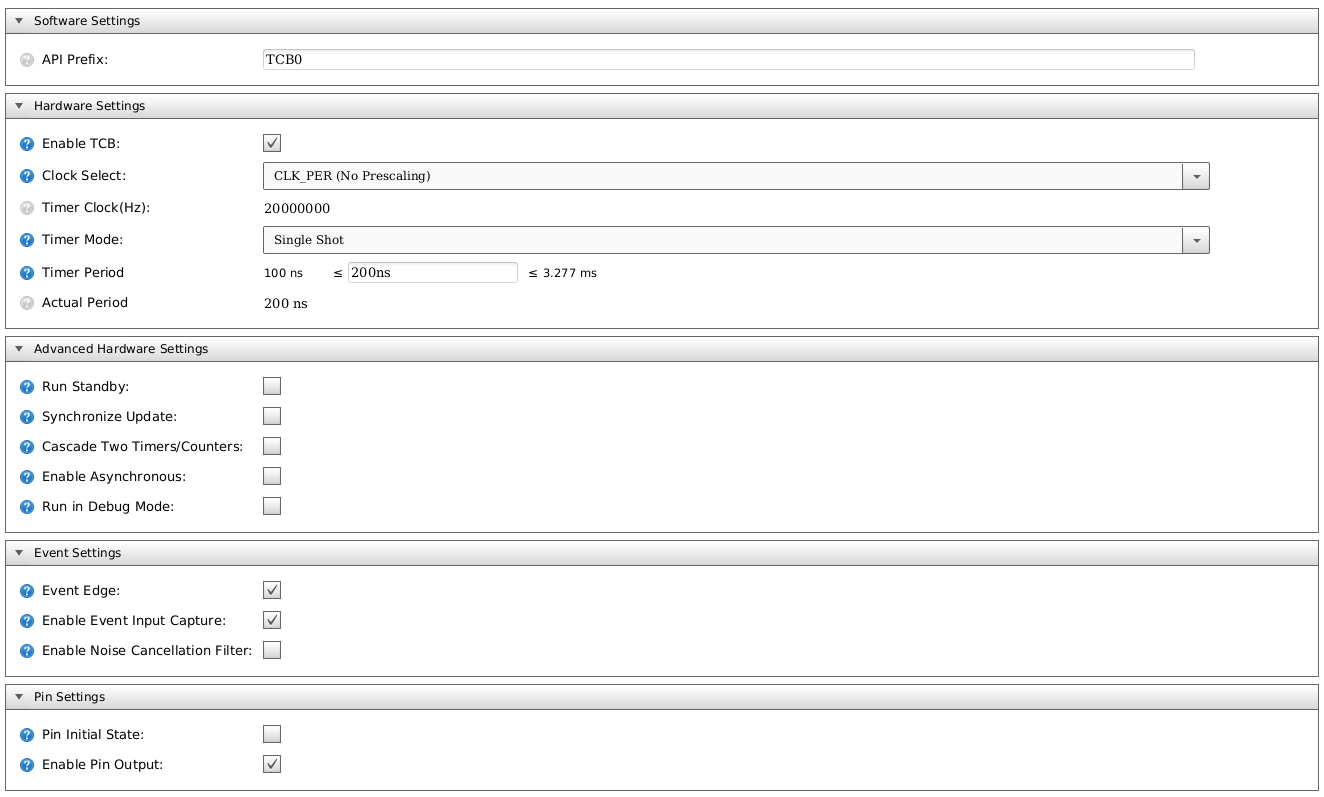 Software Settings
API Prefix: TCB0
Hardware Settings
Enable TCB:
Clock Select: CLK_PER (No Prescaling)
Timer Clock(Hz): 20000000
Timer Mode: Single Shot
Timer Period 100 ns ≤ 200ns ≤ 3.277 ms
Actual Period 200 ns
Advanced Hardware Settings
Run Standby:
Synchronize Update:
Cascade Two Timers/Counters:
Enable Asynchronous:
Run in Debug Mode:
Event Settings
Event Edge:
Enable Event Input Capture:
Enable Noise Cancellation Filter:
Pin Settings
Pin Initial State:
Enable Pin Output: